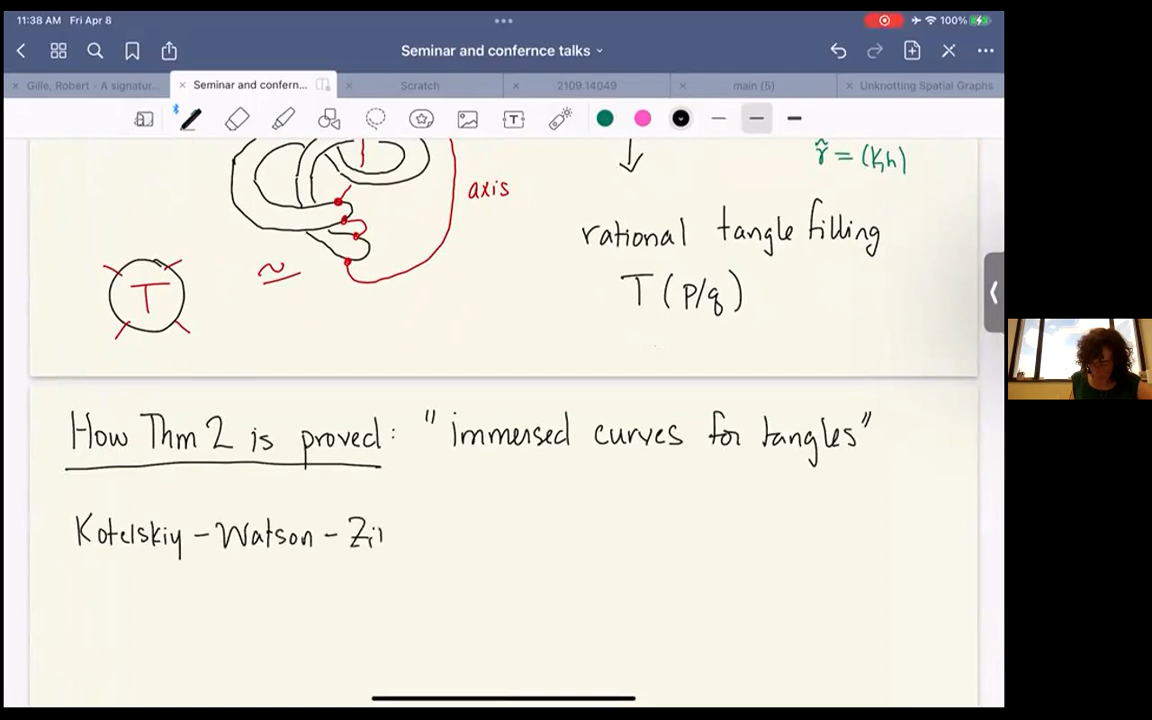 11:38 AM Fri Apr 8
100%
Seminar and confernce talks
Gille, Robert - A signatur...
Seminar and confern...
Scratch
2109.14049
main (5)
Unknotting Spatial Graphs
axis
γ̂ = (K,h)
rational tangle filling
T
T(p/q)
~
How Thm 2 is proved: "immersed curves for tangles"
Kotelskiy - Watson - Zi